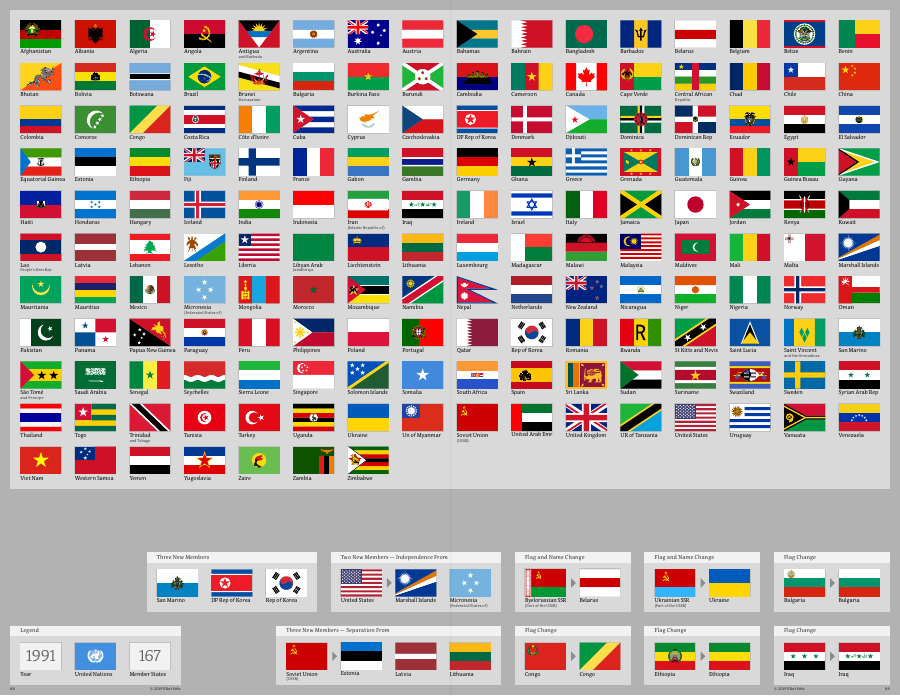 Afghanistan Albania Algeria Angola Antigua Argentina Australia Austria Bahamas Bahrain Bangladesh Barbados Belarus Belgium Belize Benin
and Barbuda
Bhutan Bolivia Botswana Brazil Brunei Bulgaria Burkina Faso Burundi Cambodia Cameroon Canada Cape Verde Central African Chad Chile China
Darussalam Republic
Colombia Comoros Congo Costa Rica Côte d'Ivoire Cuba Cyprus Czechoslovakia DP Rep of Korea Denmark Djibouti Dominica Dominican Rep Ecuador Egypt El Salvador
Equatorial Guinea Estonia Ethiopia Fiji Finland France Gabon Gambia Germany Ghana Greece Grenada Guatemala Guinea Guinea Bissau Guyana
Haiti Honduras Hungary Iceland India Indonesia Iran Iraq Ireland Israel Italy Jamaica Japan Jordan Kenya Kuwait
(Islamic Republic of)
Lao Latvia Lebanon Lesotho Liberia Libyan Arab Liechtenstein Lithuania Luxembourg Madagascar Malawi Malaysia Maldives Mali Malta Marshall Islands
People's Dem Rep Jamahiriya
Mauritania Mauritius Mexico Micronesia Mongolia Morocco Mozambique Namibia Nepal Netherlands New Zealand Nicaragua Niger Nigeria Norway Oman
(Federated States of)
Pakistan Panama Papua New Guinea Paraguay Peru Philippines Poland Portugal Qatar Rep of Korea Romania Rwanda St Kitts and Nevis Saint Lucia Saint Vincent San Marino
and the Grenadines
São Tomé Saudi Arabia Senegal Seychelles Sierra Leone Singapore Solomon Islands Somalia South Africa Spain Sri Lanka Sudan Suriname Swaziland Sweden Syrian Arab Rep
and Principe
Thailand Togo Trinidad Tunisia Turkey Uganda Ukraine Un of Myanmar Soviet Union United Arab Emr United Kingdom UR of Tanzania United States Uruguay Vanuatu Venezuela
and Tobago (USSR)
Viet Nam Western Samoa Yemen Yugoslavia Zaire Zambia Zimbabwe
Three New Members
San Marino DP Rep of Korea Rep of Korea
Two New Members — Independence From
United States Marshall Islands Micronesia
(Federated States of)
Flag and Name Change
Byelorussian SSR Belarus
(Part of the USSR)
Flag and Name Change
Ukrainian SSR Ukraine
(Part of the USSR)
Flag Change
Bulgaria Bulgaria
Legend
1991 167
Year United Nations Member States
Three New Members — Separation From
Soviet Union Estonia Latvia Lithuania
(USSR)
Flag Change
Congo Congo
Flag Change
Ethiopia Ethiopia
Flag Change
Iraq Iraq